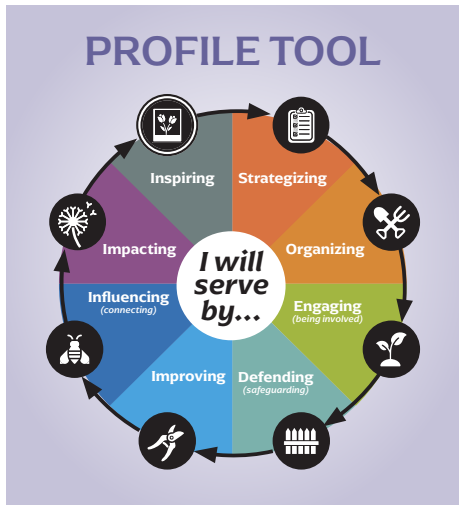 PROFILE TOOL
Inspiring
Strategizing
Organizing
Engaging
(being involved)
Defending
(safeguarding)
Improving
Influencing
(connecting)
Impacting
I will
serve
by...